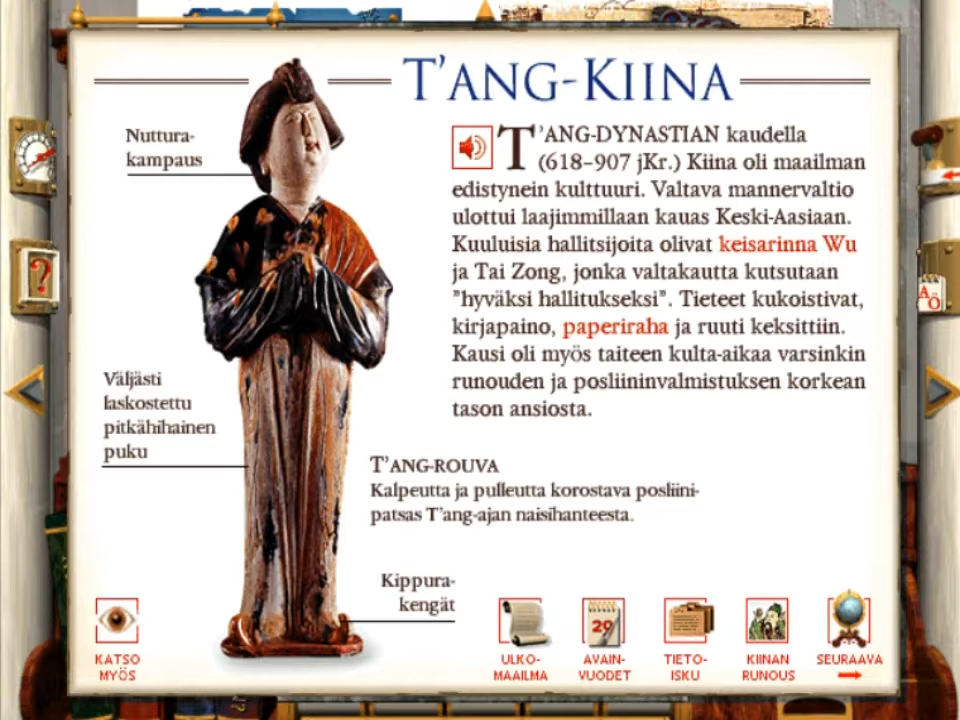 T'ANG-KIINA
Nuttura-
kampaus
T'ANG-DYNASTIAN kaudella
(618–907 jKr.) Kiina oli maailman
edistynein kulttuuri. Valtava mannervaltio
ulottui laajimmillaan kauas Keski-Aasiaan.
Kuuluisia hallitsijoita olivat keisarinna Wu
ja Tai Zong, jonka valtakautta kutsutaan
"hyväksi hallitukseksi". Tieteet kukoistivat,
kirjapaino, paperiraha ja ruuti keksittiin.
Kausi oli myös taiteen kulta-aikaa varsinkin
runouden ja posliininvalmistuksen korkean
tason ansiosta.
Väljästi
laskostettu
pitkähihainen
puku
T'ANG-ROUVA
Kalpeutta ja pulleutta korostava posliini-
patsas T'ang-ajan naisihanteesta.
Kippura-
kengät
KATSO
MYÖS
ULKO-
MAAILMA
29
AVAIN-
VUODET
TIETO-
ISKU
KIINAN
RUNOUS
SEURAAVA
?
A
Ö